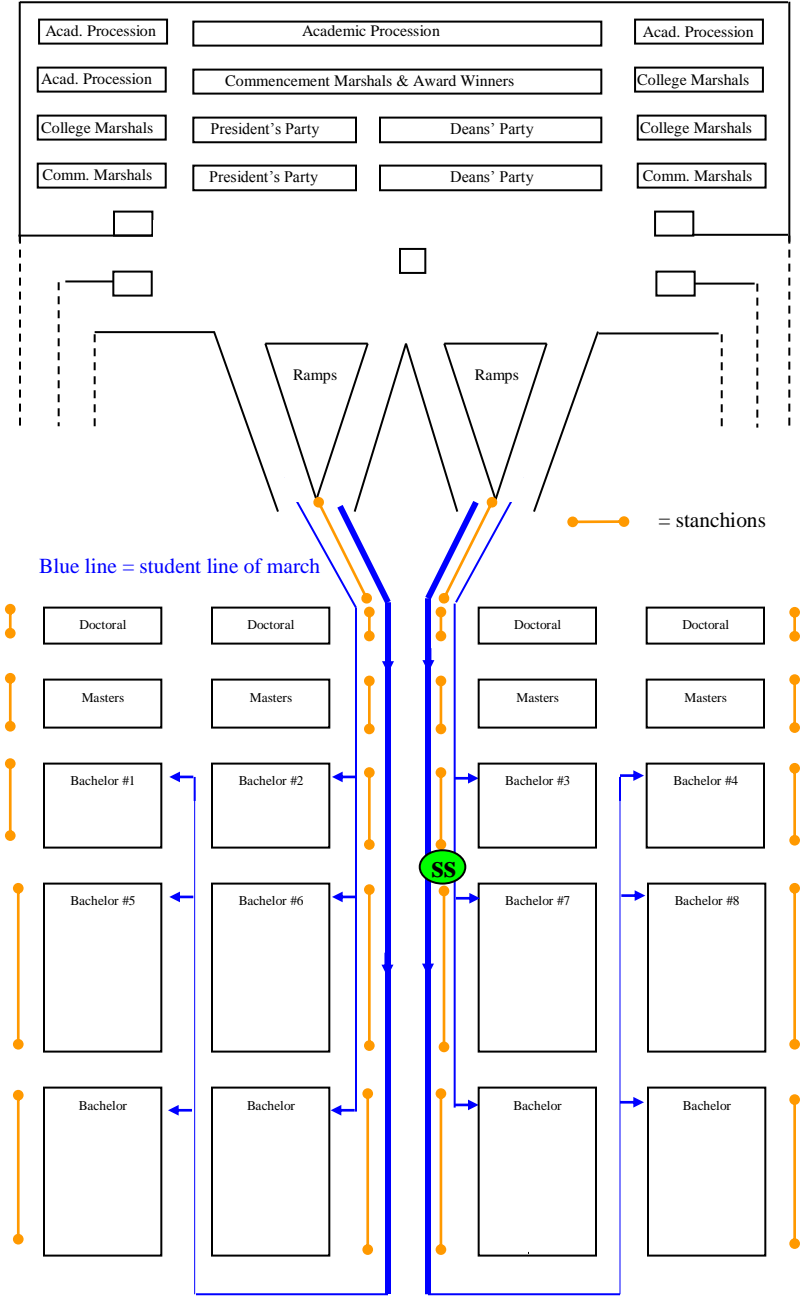 Acad. Procession Academic Procession Acad. Procession
Acad. Procession Commencement Marshals & Award Winners College Marshals
College Marshals President's Party Deans' Party College Marshals
Comm. Marshals President's Party Deans' Party Comm. Marshals
Ramps Ramps
= stanchions
Blue line = student line of march
Doctoral Doctoral Doctoral Doctoral
Masters Masters Masters Masters
Bachelor #1 Bachelor #2 Bachelor #3 Bachelor #4
SS
Bachelor #5 Bachelor #6 Bachelor #7 Bachelor #8
Bachelor Bachelor Bachelor Bachelor